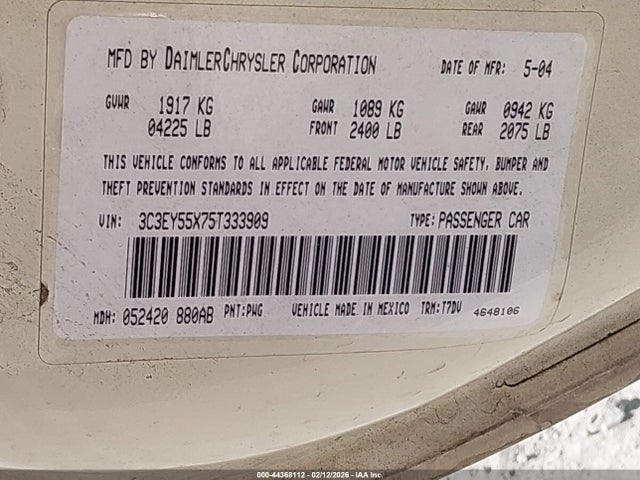 MFD BY DAIMLERCHRYSLER CORPORATION DATE OF MFR: 5-04
GVWR 1917 KG GAWR 1089 KG GAWR 0942 KG
04225 LB FRONT 2400 LB REAR 2075 LB
THIS VEHICLE CONFORMS TO ALL APPLICABLE FEDERAL MOTOR VEHICLE SAFETY, BUMPER AND
THEFT PREVENTION STANDARDS IN EFFECT ON THE DATE OF MANUFACTURE SHOWN ABOVE.
VIN: 3C3EY55X75T333909 TYPE: PASSENGER CAR
MDH: 052420 880AB PNT: PWG VEHICLE MADE IN MEXICO TRM: T7DV 4648106
000-44368112 - 02/12/2026 - IAA Inc.